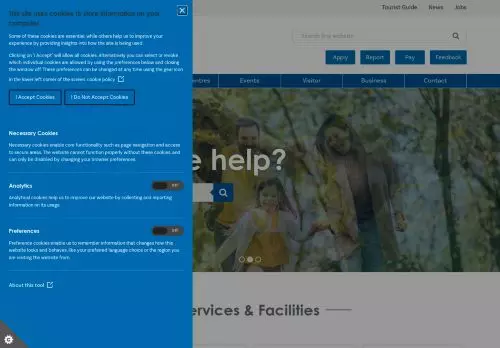 This site uses cookies to store information on your
computer.
Some of these cookies are essential, while others help us to improve your
experience by providing insights into how the site is being used.
Clicking on 'I Accept' will allow all cookies. Alternatively you can select or revoke
which individual cookies are allowed by using the preferences below and closing
the window off. These preferences can be changed at any time using the gear icon
in the lower left corner of the screen. cookie policy
I Accept Cookies
I Do Not Accept Cookies
Necessary Cookies
Necessary cookies enable core functionality such as page navigation and access
to secure areas. The website cannot function properly without these cookies, and
can only be disabled by changing your browser preferences.
Analytics
Off
Analytical cookies help us to improve our website by collecting and reporting
information on its usage.
Preferences
Off
Preference cookies enable us to remember information that changes how the
website looks and behaves, like your preferred language choice or the region you
are visiting the website from.
About this tool
Tourist Guide
News
Jobs
Search this website
Apply
Report
Pay
Feedback
entres
Events
Visitor
Business
Contact
e help?
ervices & Facilities